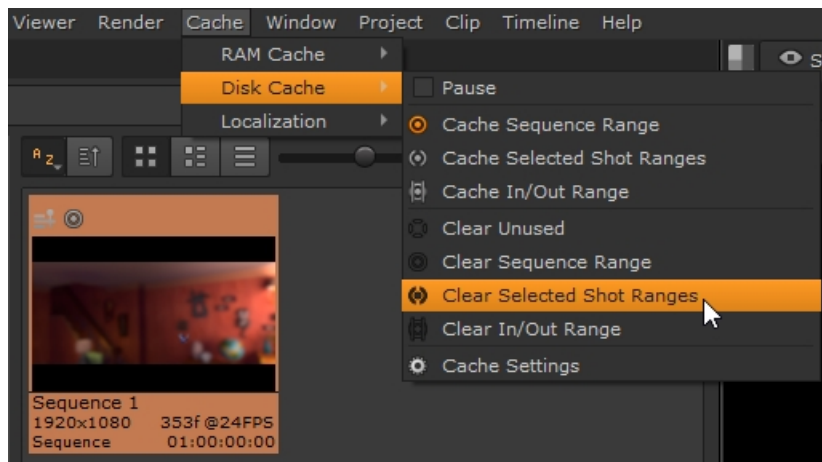 Viewer Render Cache Window Project Clip Timeline Help
RAM Cache
Disk Cache
Localization
S
Pause
Cache Sequence Range
Cache Selected Shot Ranges
Cache In/Out Range
Clear Unused
Clear Sequence Range
Clear Selected Shot Ranges
Clear In/Out Range
Cache Settings
A z
Sequence 1
1920x1080 353f@24FPS
Sequence 01:00:00:00